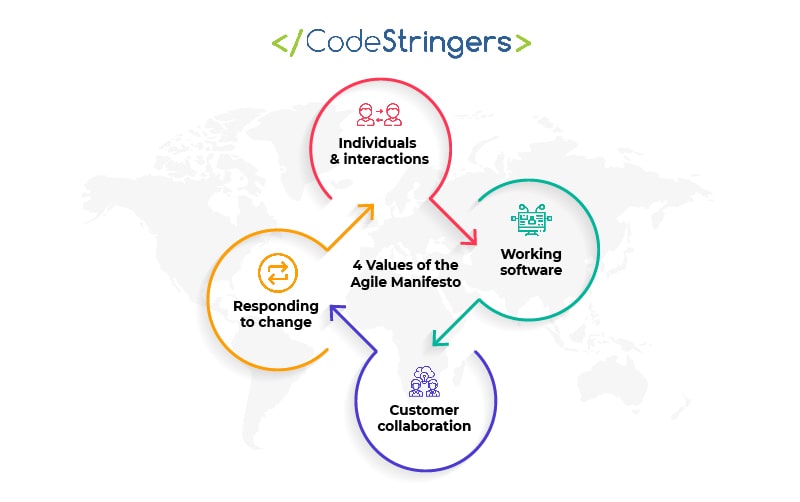 </CodeStringers>
Individuals
& interactions
Working
software
4 Values of the
Agile Manifesto
Responding
to change
Customer
collaboration